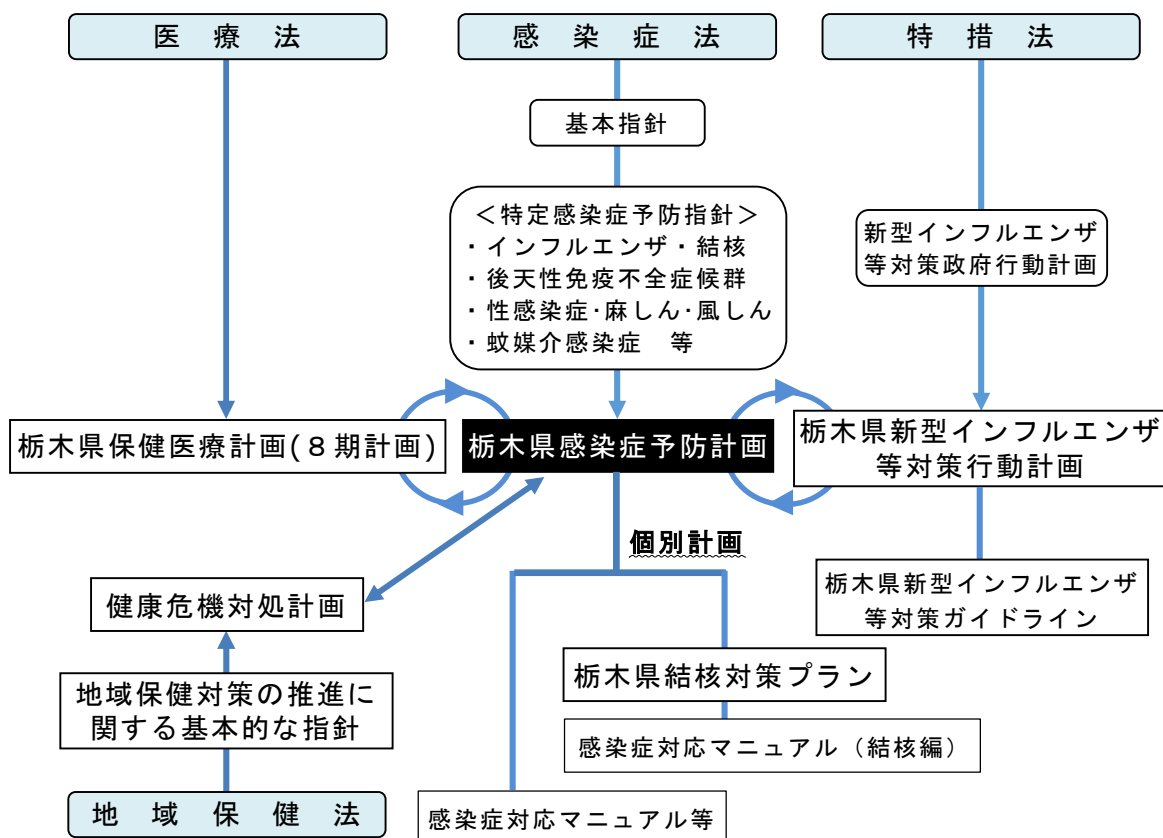 医療法
感染症法
特措法
基本指針
＜特定感染症予防指針＞
・インフルエンザ・結核
・後天性免疫不全症候群
・性感染症・麻しん・風しん
・蚊媒介感染症　等
新型インフルエンザ
等対策政府行動計画
栃木県保健医療計画(８期計画)
栃木県感染症予防計画
栃木県新型インフルエンザ
等対策行動計画
個別計画
健康危機対処計画
栃木県新型インフルエンザ
等対策ガイドライン
地域保健対策の推進に
関する基本的な指針
栃木県結核対策プラン
感染症対応マニュアル（結核編）
地域保健法
感染症対応マニュアル等